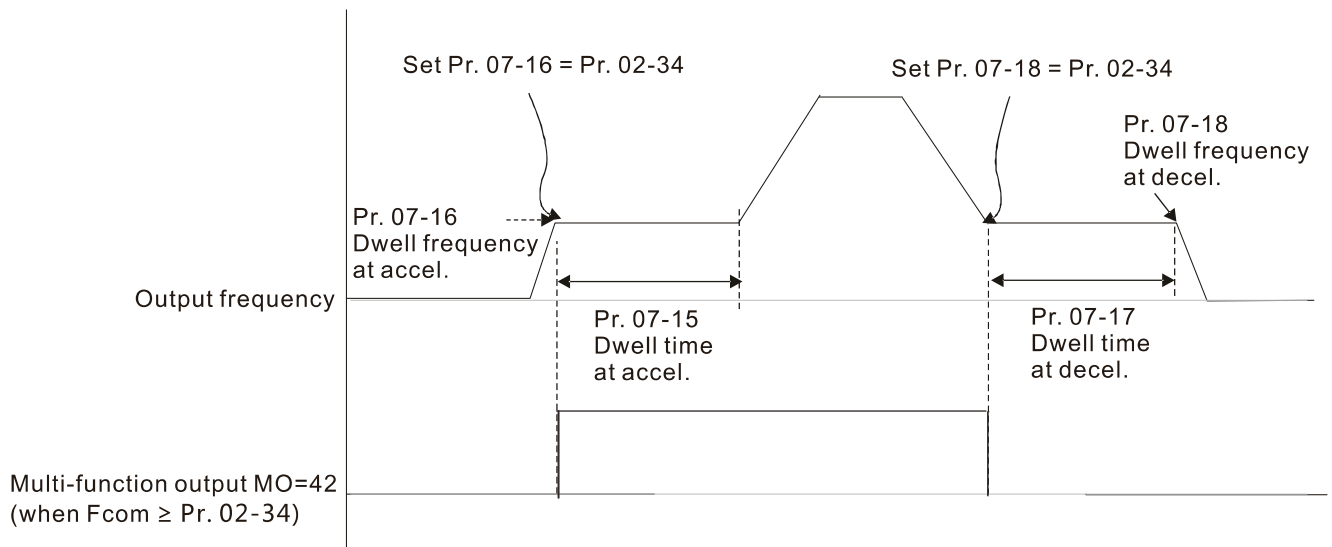 Set Pr. 07-16 = Pr. 02-34
Set Pr. 07-18 = Pr. 02-34
Pr. 07-18
Dwell frequency
at decel.
Pr. 07-16
Dwell frequency
at accel.
Output frequency
Pr. 07-15
Dwell time
at accel.
Pr. 07-17
Dwell time
at decel.
Multi-function output MO=42
(when Fcom ≥ Pr. 02-34)